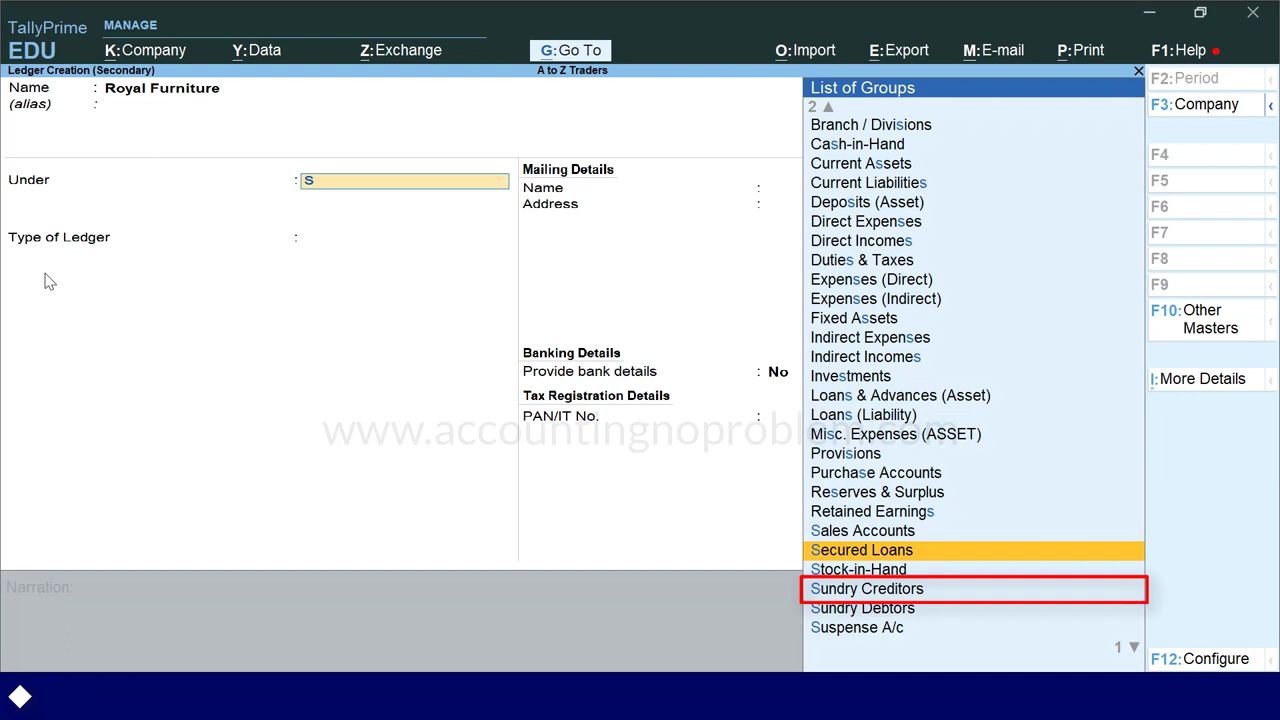 TallyPrime
EDU
MANAGE
K:Company
Y:Data
Z:Exchange
G:Go To
O:Import
E:Export
M:E-mail
P:Print
F1:Help
Ledger Creation (Secondary)
A to Z Traders
Name : Royal Furniture
(alias) :
Under : S
Type of Ledger :
Mailing Details
Name :
Address :
Banking Details
Provide bank details : No
Tax Registration Details
PAN/IT No. :
www.accountingnoproblem.com
Narration:
List of Groups
2 ▲
Branch / Divisions
Cash-in-Hand
Current Assets
Current Liabilities
Deposits (Asset)
Direct Expenses
Direct Incomes
Duties & Taxes
Expenses (Direct)
Expenses (Indirect)
Fixed Assets
Indirect Expenses
Indirect Incomes
Investments
Loans & Advances (Asset)
Loans (Liability)
Misc. Expenses (ASSET)
Provisions
Purchase Accounts
Reserves & Surplus
Retained Earnings
Sales Accounts
Secured Loans
Stock-in-Hand
Sundry Creditors
Sundry Debtors
Suspense A/c
1 ▼
F2:Period
F3:Company
F4
F5
F6
F7
F8
F9
F10:Other
Masters
I:More Details
F12:Configure